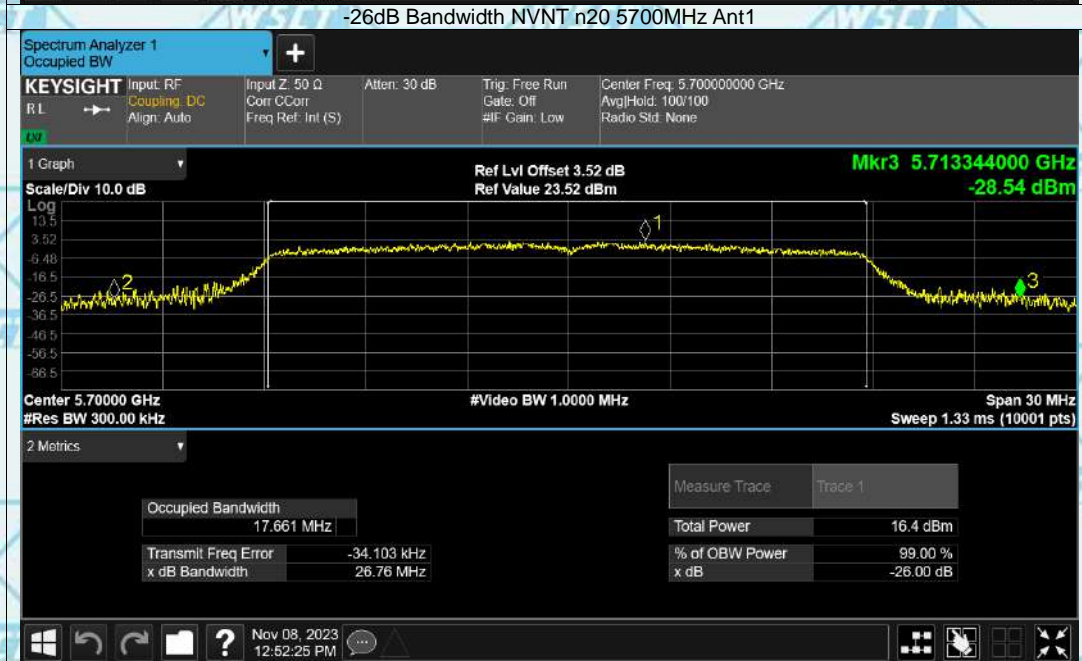 -26dB Bandwidth NVNT n20 5700MHz Ant1
Spectrum Analyzer 1
Occupied BW
+
KEYSIGHT Input: RF Input Z: 50 Ω Atten: 30 dB Trig: Free Run Center Freq: 5.700000000 GHz
RL Coupling: DC Corr CCorr Gate: Off Avg|Hold: 100/100
Align: Auto Freq Ref: Int (S) #IF Gain: Low Radio Std: None
LXI
1 Graph Ref Lvl Offset 3.52 dB Mkr3 5.713344000 GHz
Scale/Div 10.0 dB Ref Value 23.52 dBm -28.54 dBm
Log
13.5
3.52
-6.48
-16.5
-26.5
-36.5
-46.5
-56.5
-66.5
1
2
3
Center 5.70000 GHz #Video BW 1.0000 MHz Span 30 MHz
#Res BW 300.00 kHz Sweep 1.33 ms (10001 pts)
2 Metrics
Measure Trace Trace 1
Occupied Bandwidth
17.661 MHz Total Power 16.4 dBm
Transmit Freq Error -34.103 kHz % of OBW Power 99.00 %
x dB Bandwidth 26.76 MHz x dB -26.00 dB
? Nov 08, 2023
12:52:25 PM